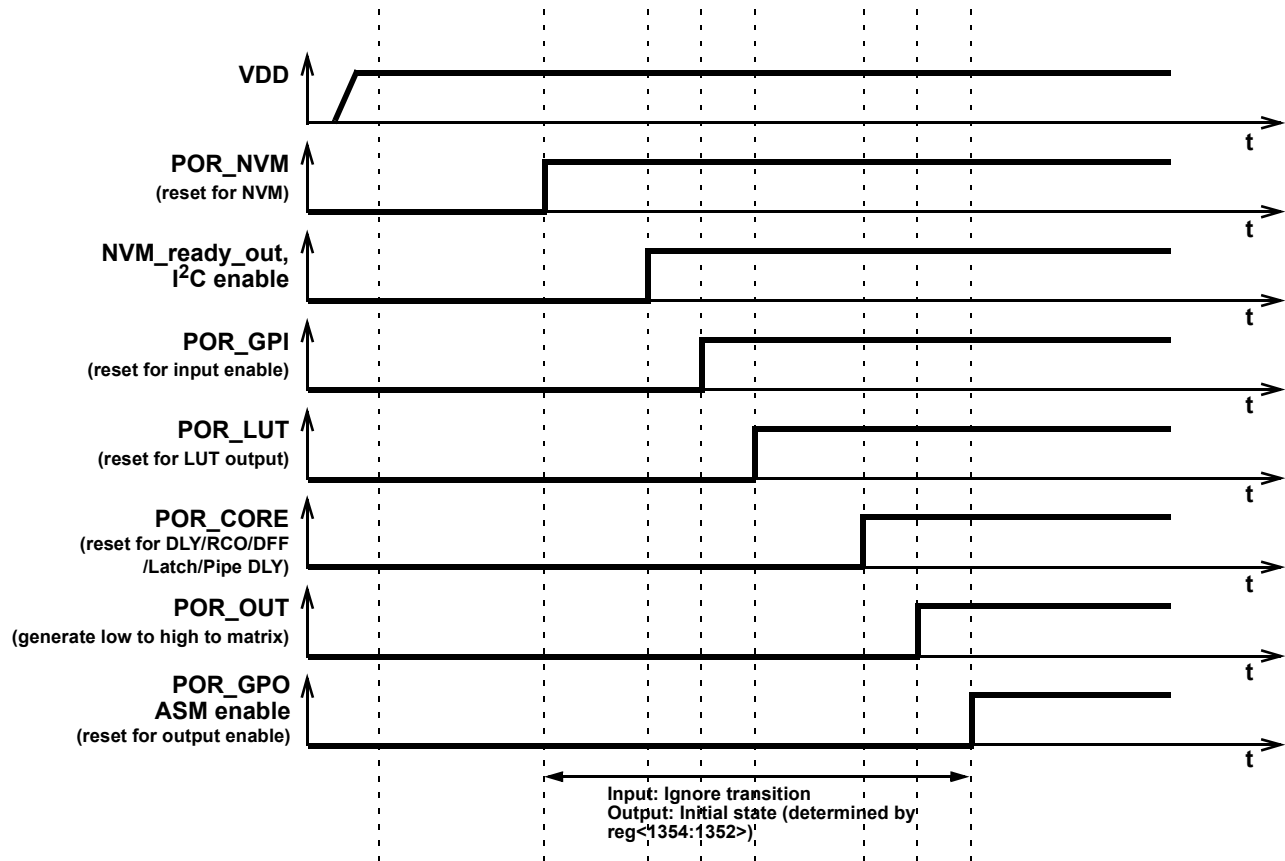 VDD
t
POR_NVM
(reset for NVM)
t
NVM_ready_out,
I²C enable
t
POR_GPI
(reset for input enable)
t
POR_LUT
(reset for LUT output)
t
POR_CORE
(reset for DLY/RCO/DFF
/Latch/Pipe DLY)
t
POR_OUT
(generate low to high to matrix)
t
POR_GPO
ASM enable
(reset for output enable)
t
Input: Ignore transition
Output: Initial state (determined by
reg<1354:1352>)